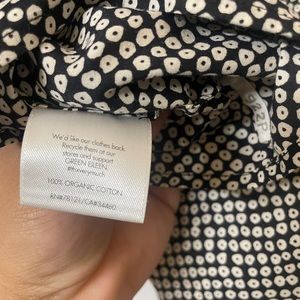 We'd like our clothes back.
Recycle them at our
stores and support
GREEN EILEEN
#thxverymuch
100% ORGANIC COTTON
RN#78121/CA#34460